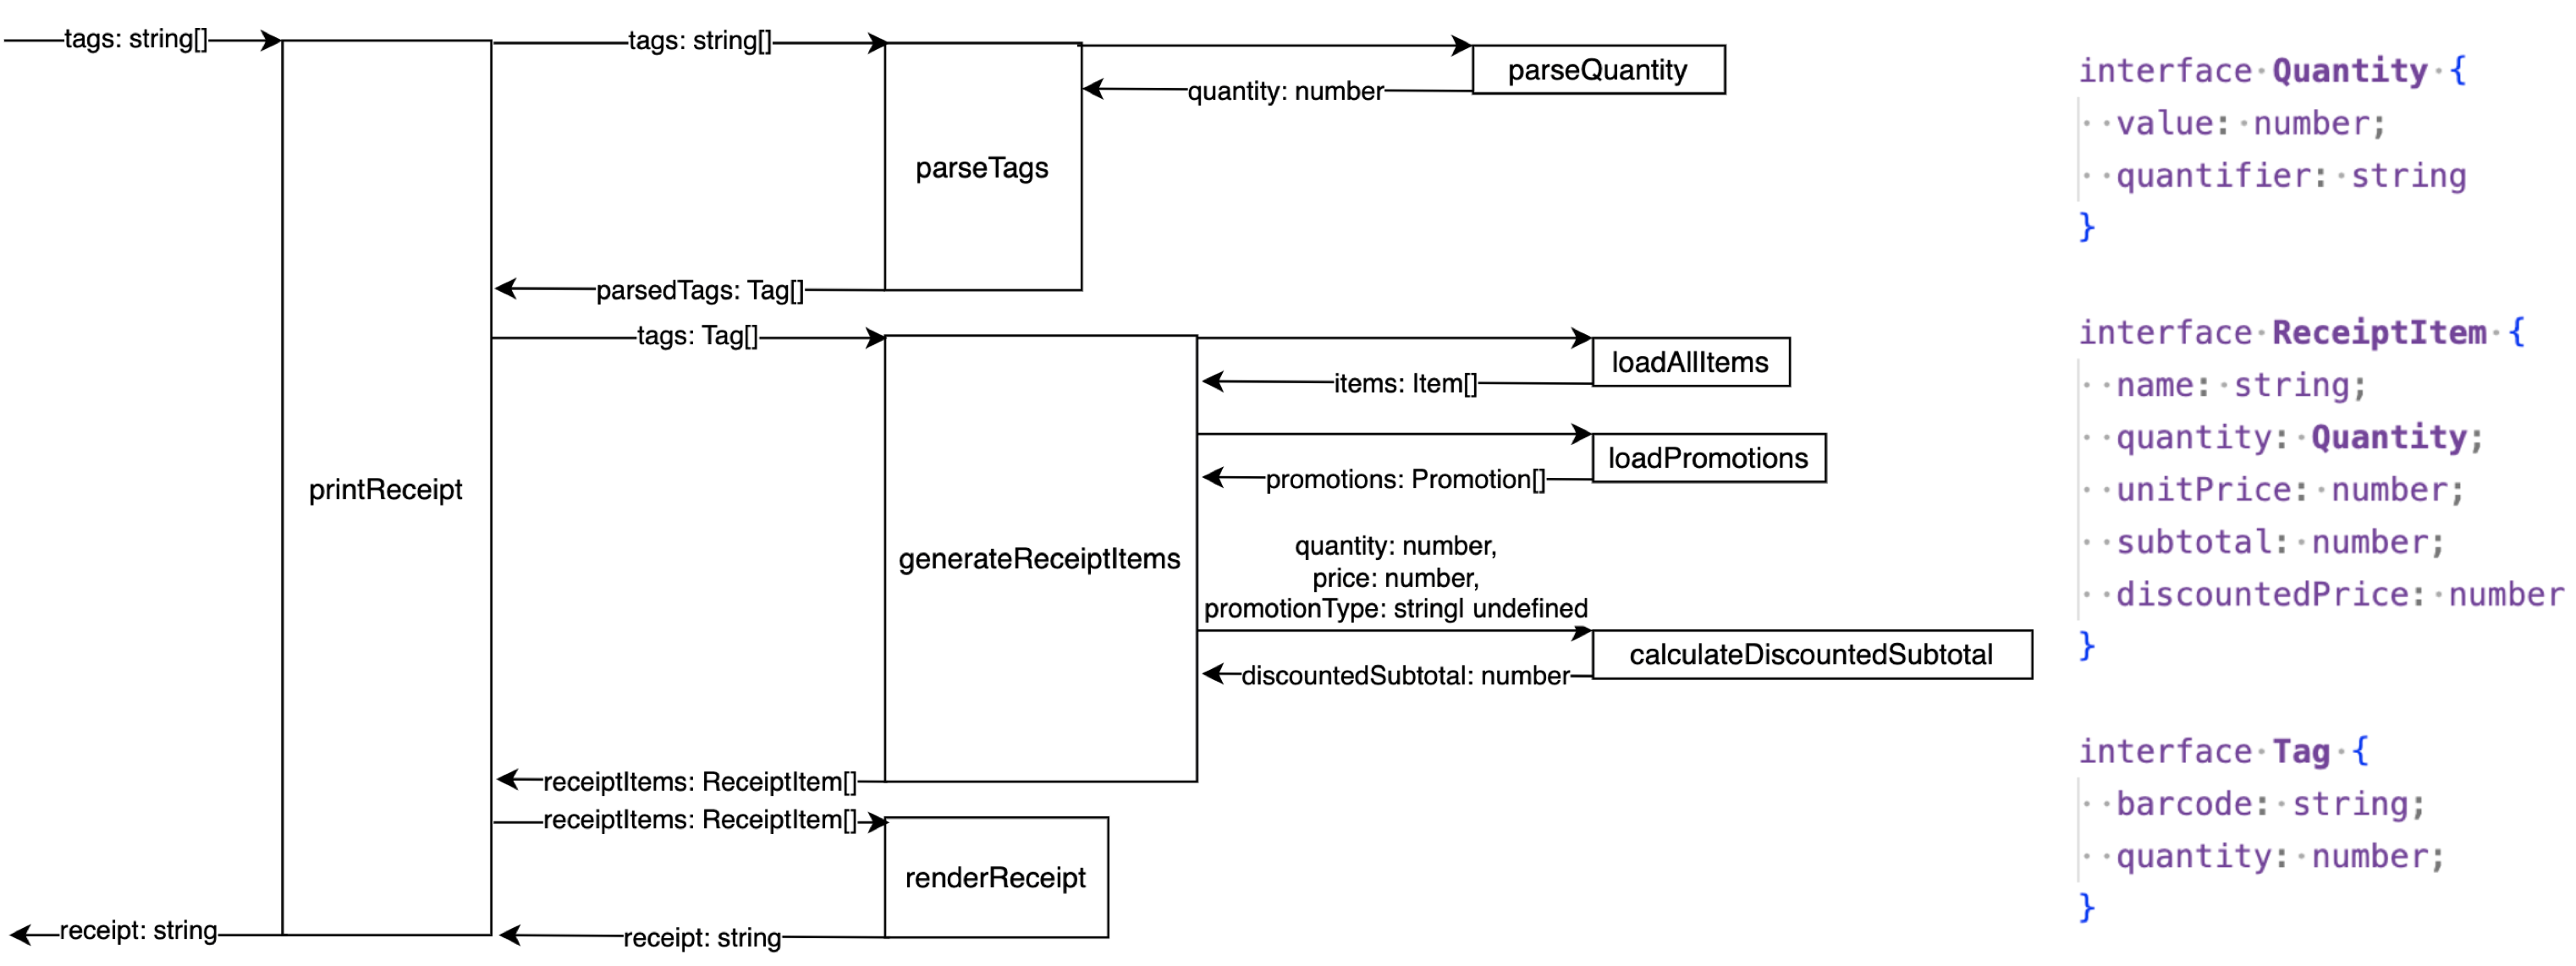 tags: string[]
tags: string[]
parseQuantity
quantity: number
parseTags
parsedTags: Tag[]
tags: Tag[]
loadAllItems
items: Item[]
loadPromotions
promotions: Promotion[]
printReceipt
generateReceiptItems
quantity: number,
price: number,
promotionType: string| undefined
calculateDiscountedSubtotal
discountedSubtotal: number
receiptItems: ReceiptItem[]
receiptItems: ReceiptItem[]
renderReceipt
receipt: string
receipt: string
interface Quantity {
value: number;
quantifier: string
}
interface ReceiptItem {
name: string;
quantity: Quantity;
unitPrice: number;
subtotal: number;
discountedPrice: number
}
interface Tag {
barcode: string;
quantity: number;
}